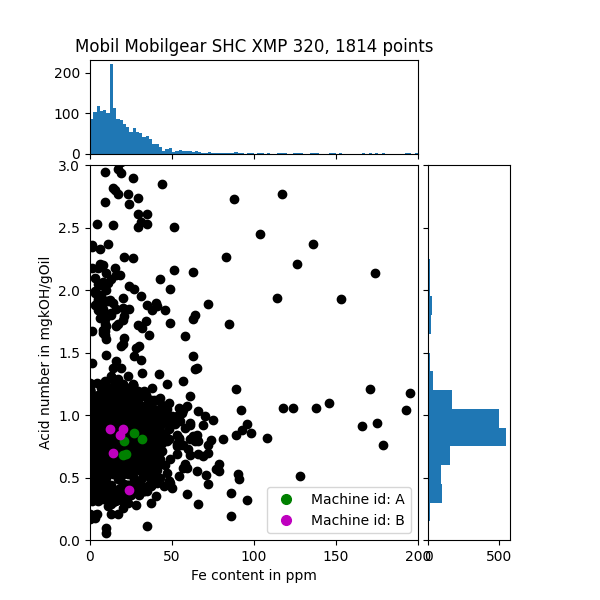 Mobil Mobilgear SHC XMP 320, 1814 points
200
100
0
3.0
2.5
2.0
1.5
1.0
0.5
0.0
Acid number in mgkOH/gOil
Machine id: A
Machine id: B
0 50 100 150 200 0 500
Fe content in ppm